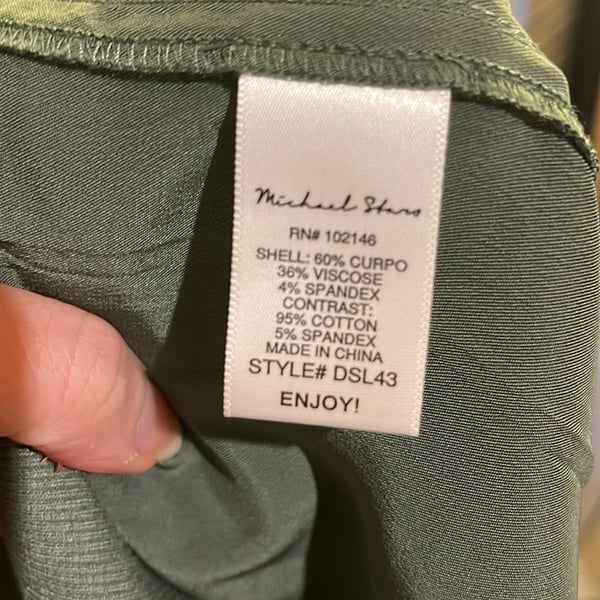 Michael Stars
RN# 102146
SHELL: 60% CURPO
36% VISCOSE
4% SPANDEX
CONTRAST:
95% COTTON
5% SPANDEX
MADE IN CHINA
STYLE# DSL43
ENJOY!